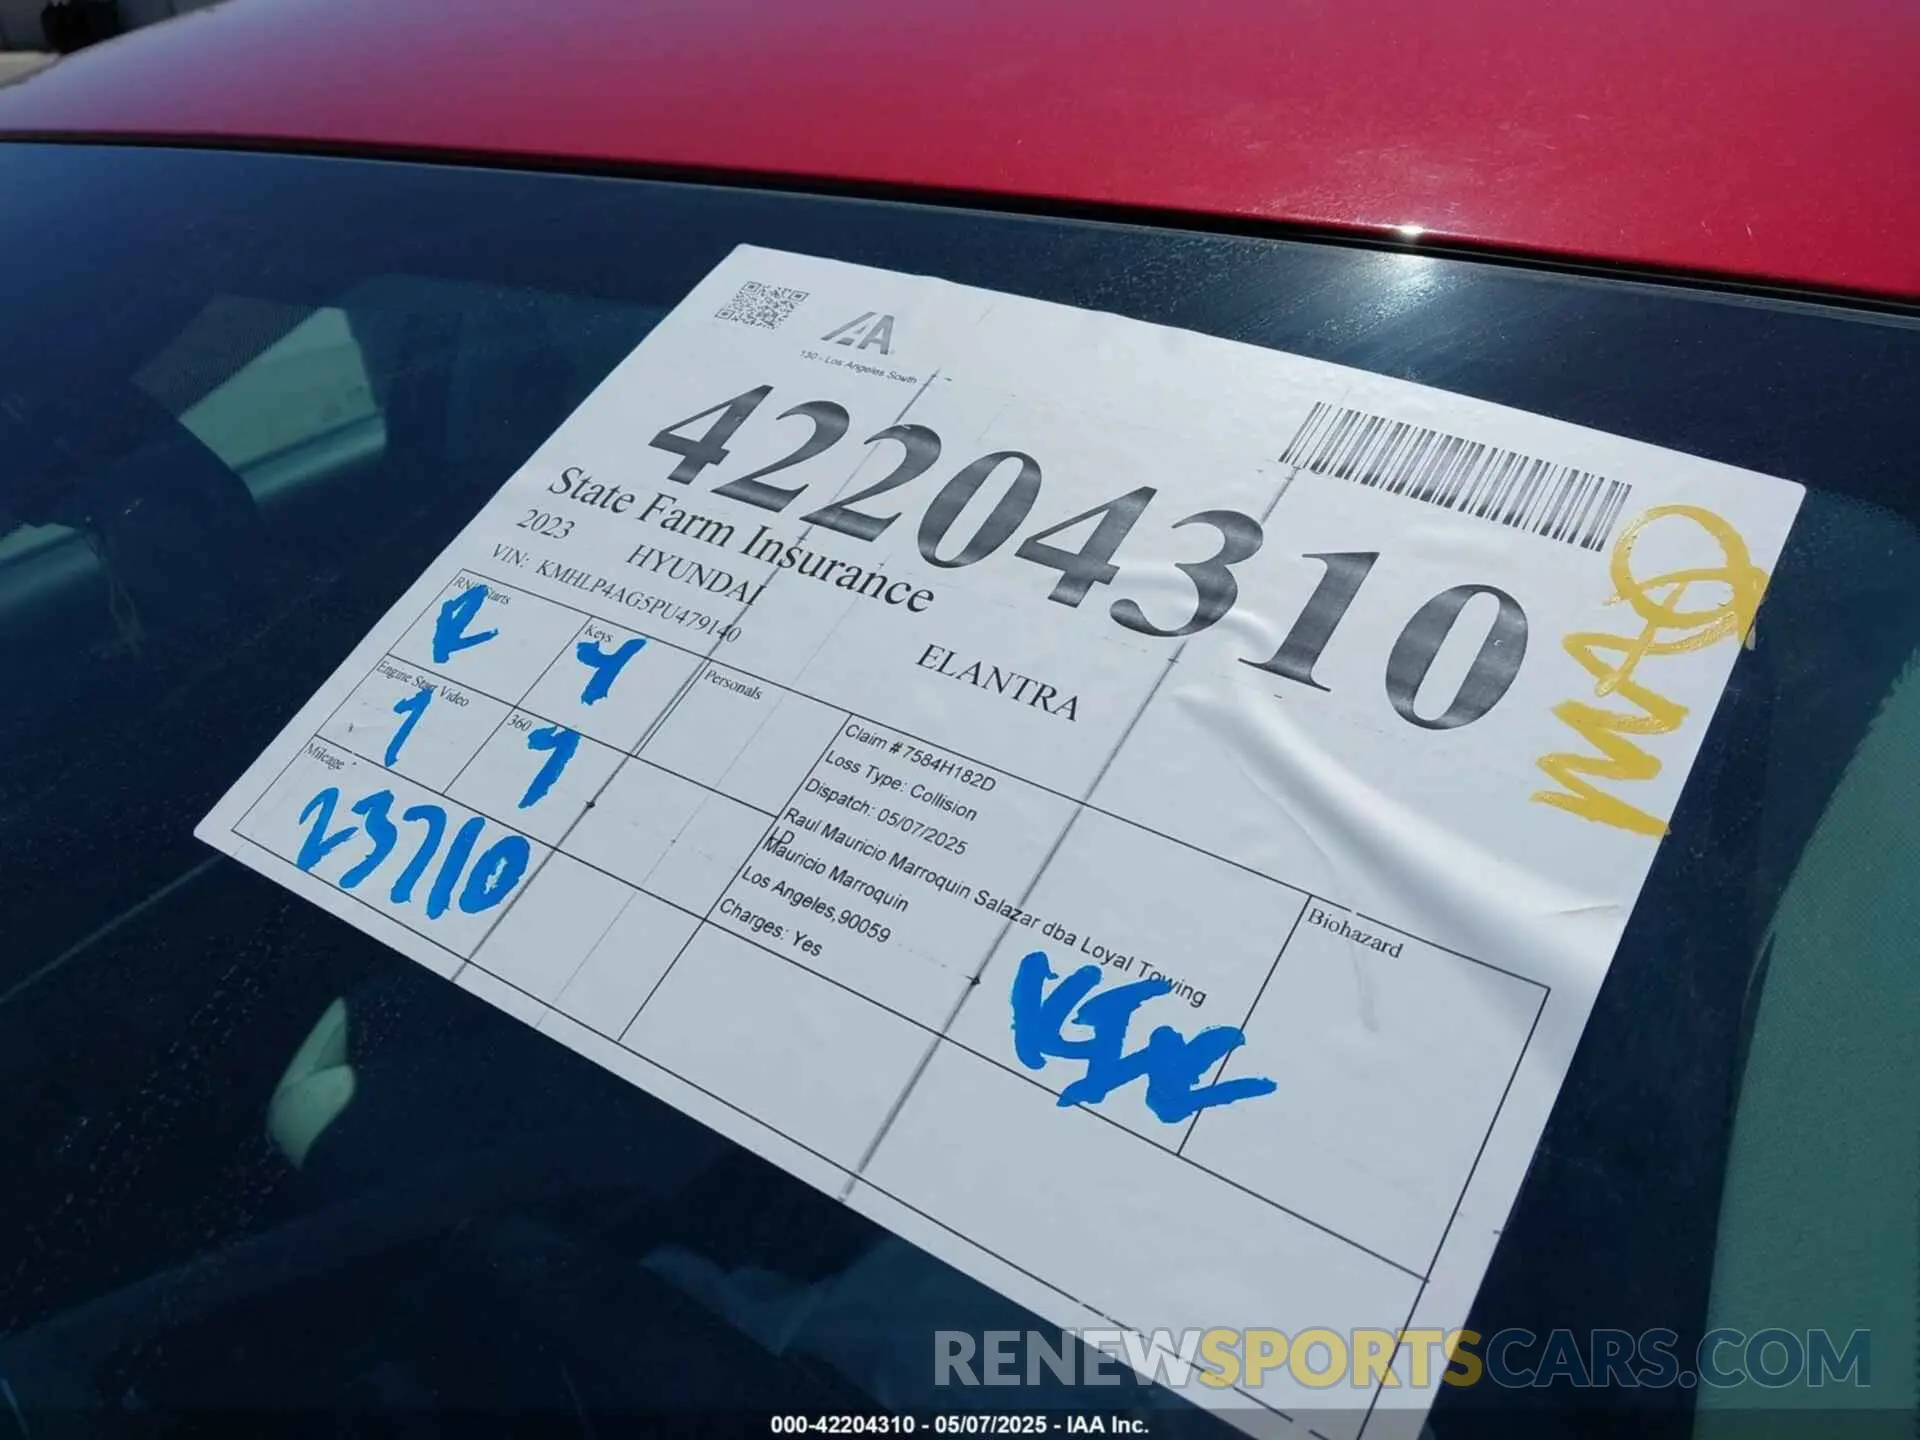 IAA
130 - Los Angeles South
42204310
State Farm Insurance
2023 HYUNDAI ELANTRA
VIN: KMHLP4AG5PU479140
Starts
R
Keys
Y
Personals
Engine Start Video
360
Mileage
23710
Claim # 7584H182D
Loss Type: Collision
Dispatch: 05/07/2025
Raul Mauricio Marroquin Salazar dba Loyal Towing
LD
Mauricio Marroquin
Los Angeles,90059
Charges: Yes
Biohazard
RENEWSPORTSCARS.COM
000-42204310 - 05/07/2025 - IAA Inc.